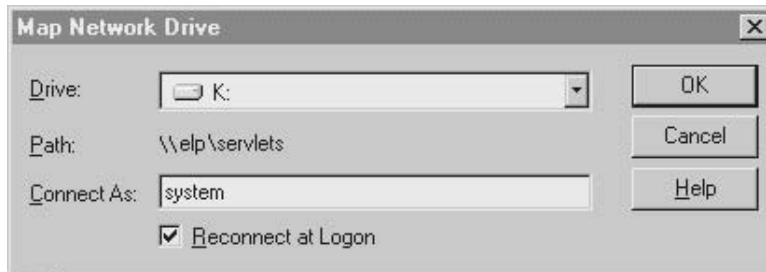 Map Network Drive
Drive: K: OK
Path: \\elp\servlets Cancel
Connect As: system Help
Reconnect at Logon